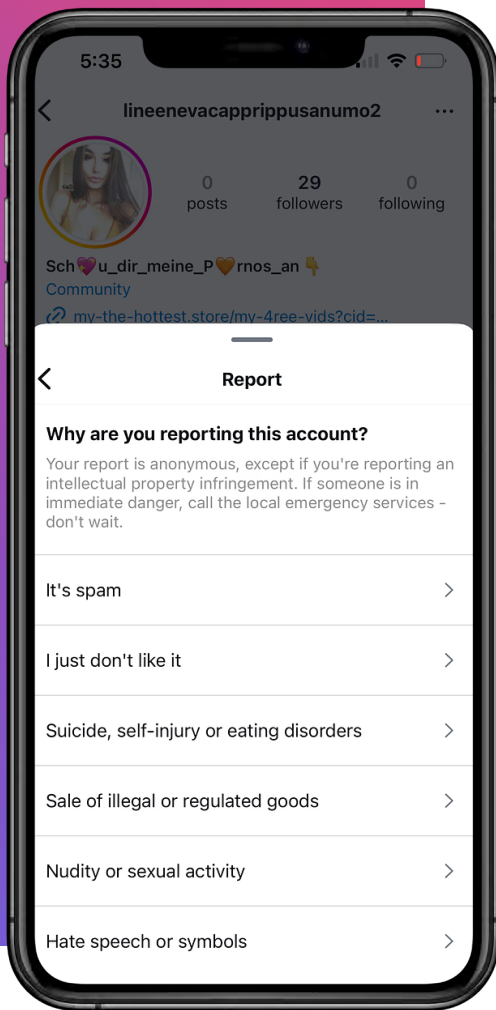 5:35
lineenevacapprippusanumo2
0 29 0
posts followers following
Sch💖u_dir_meine_P🧡rnos_an 👇
Community
my-the-hottest.store/my-4ree-vids?cid=...
Report
Why are you reporting this account?
Your report is anonymous, except if you're reporting an
intellectual property infringement. If someone is in
immediate danger, call the local emergency services -
don't wait.
It's spam
I just don't like it
Suicide, self-injury or eating disorders
Sale of illegal or regulated goods
Nudity or sexual activity
Hate speech or symbols